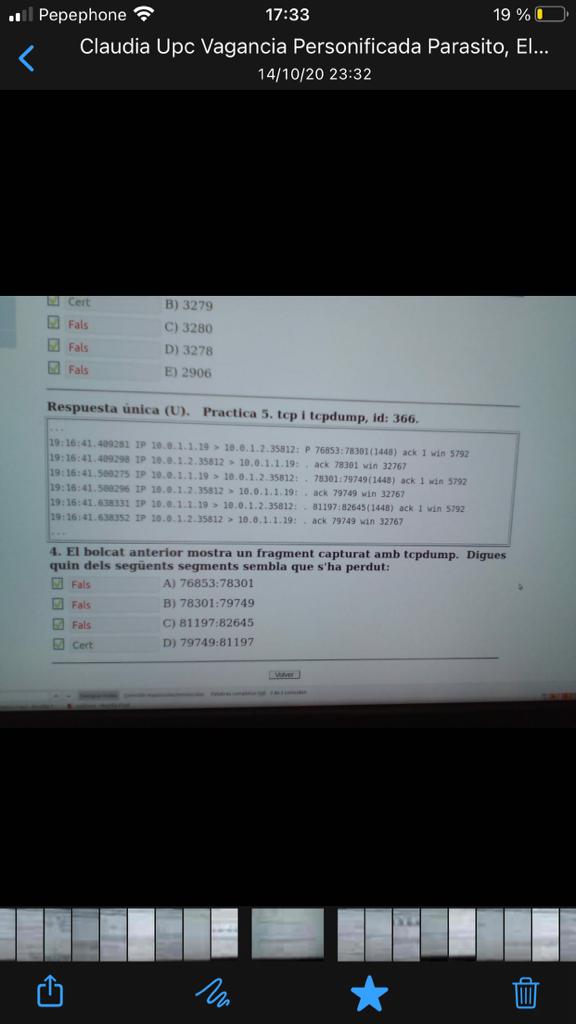 Pepephone
17:33
19 %
Claudia Upc Vagancia Personificada Parasito, El...
14/10/20 23:32
Cert B) 3279
Fals C) 3280
Fals D) 3278
Fals E) 2906
Respuesta única (U). Practica 5. tcp i tcpdump, id: 366.
...
19:16:41.409281 IP 10.0.1.1.19 > 10.0.1.2.35812: P 76853:78301(1448) ack 1 win 5792
19:16:41.409298 IP 10.0.1.2.35812 > 10.0.1.1.19: . ack 78301 win 32767
19:16:41.500275 IP 10.0.1.1.19 > 10.0.1.2.35812: . 78301:79749(1448) ack 1 win 5792
19:16:41.500296 IP 10.0.1.2.35812 > 10.0.1.1.19: . ack 79749 win 32767
19:16:41.638331 IP 10.0.1.1.19 > 10.0.1.2.35812: . 81197:82645(1448) ack 1 win 5792
19:16:41.638352 IP 10.0.1.2.35812 > 10.0.1.1.19: . ack 79749 win 32767
...
4. El bolcat anterior mostra un fragment capturat amb tcpdump. Digues
quin dels següents segments sembla que s'ha perdut:
Fals A) 76853:78301
Fals B) 78301:79749
Fals C) 81197:82645
Cert D) 79749:81197
Volver